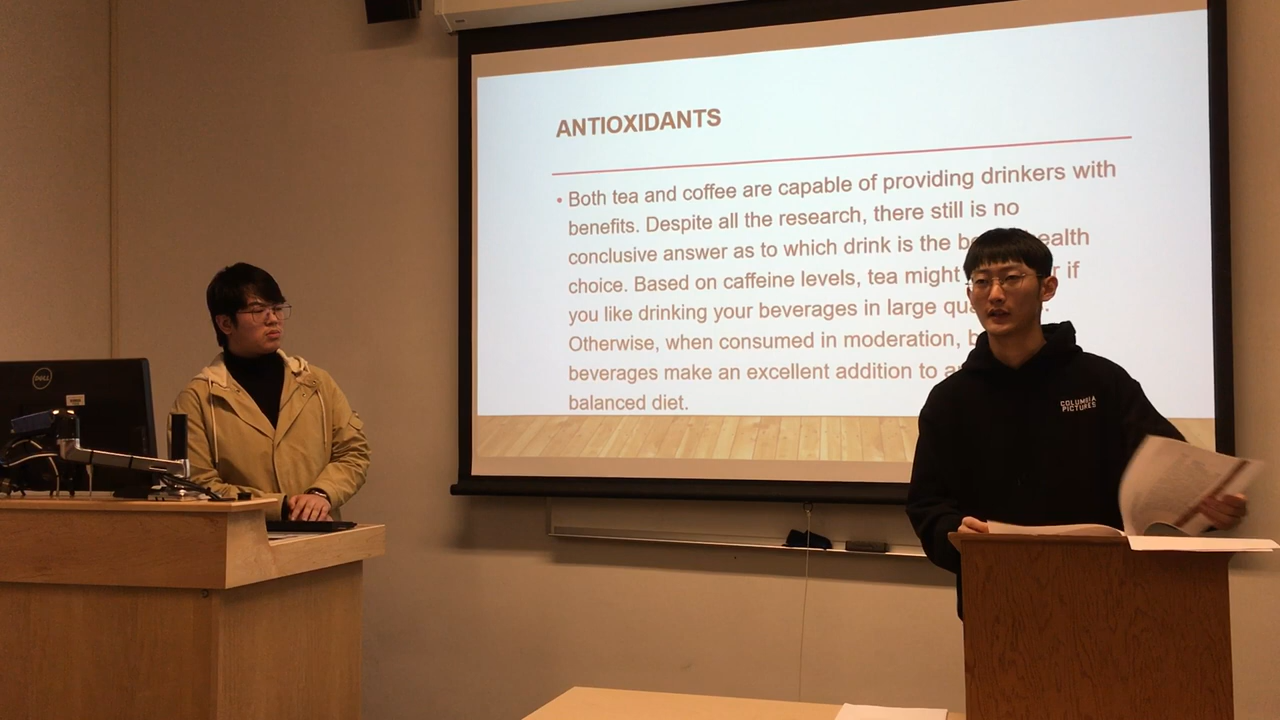 ANTIOXIDANTS
• Both tea and coffee are capable of providing drinkers with
benefits. Despite all the research, there still is no
conclusive answer as to which drink is the
choice. Based on caffeine levels, tea might if
you like drinking your beverages in large
Otherwise, when consumed in moderation,
beverages make an excellent addition to
balanced diet.
COLUMBIA
PICTURES
DELL